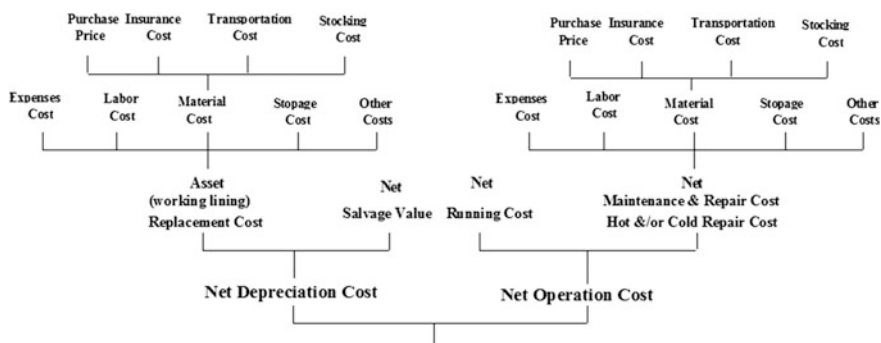 Purchase Price
Insurance Cost
Transportation Cost
Stocking Cost
Purchase Price
Insurance Cost
Transportation Cost
Stocking Cost
Expenses Cost
Labor Cost
Material Cost
Stopage Cost
Other Costs
Expenses Cost
Labor Cost
Material Cost
Stopage Cost
Other Costs
Asset
(working lining)
Replacement Cost
Net
Salvage Value
Net
Running Cost
Net
Maintenance & Repair Cost
Hot &/or Cold Repair Cost
Net Depreciation Cost
Net Operation Cost